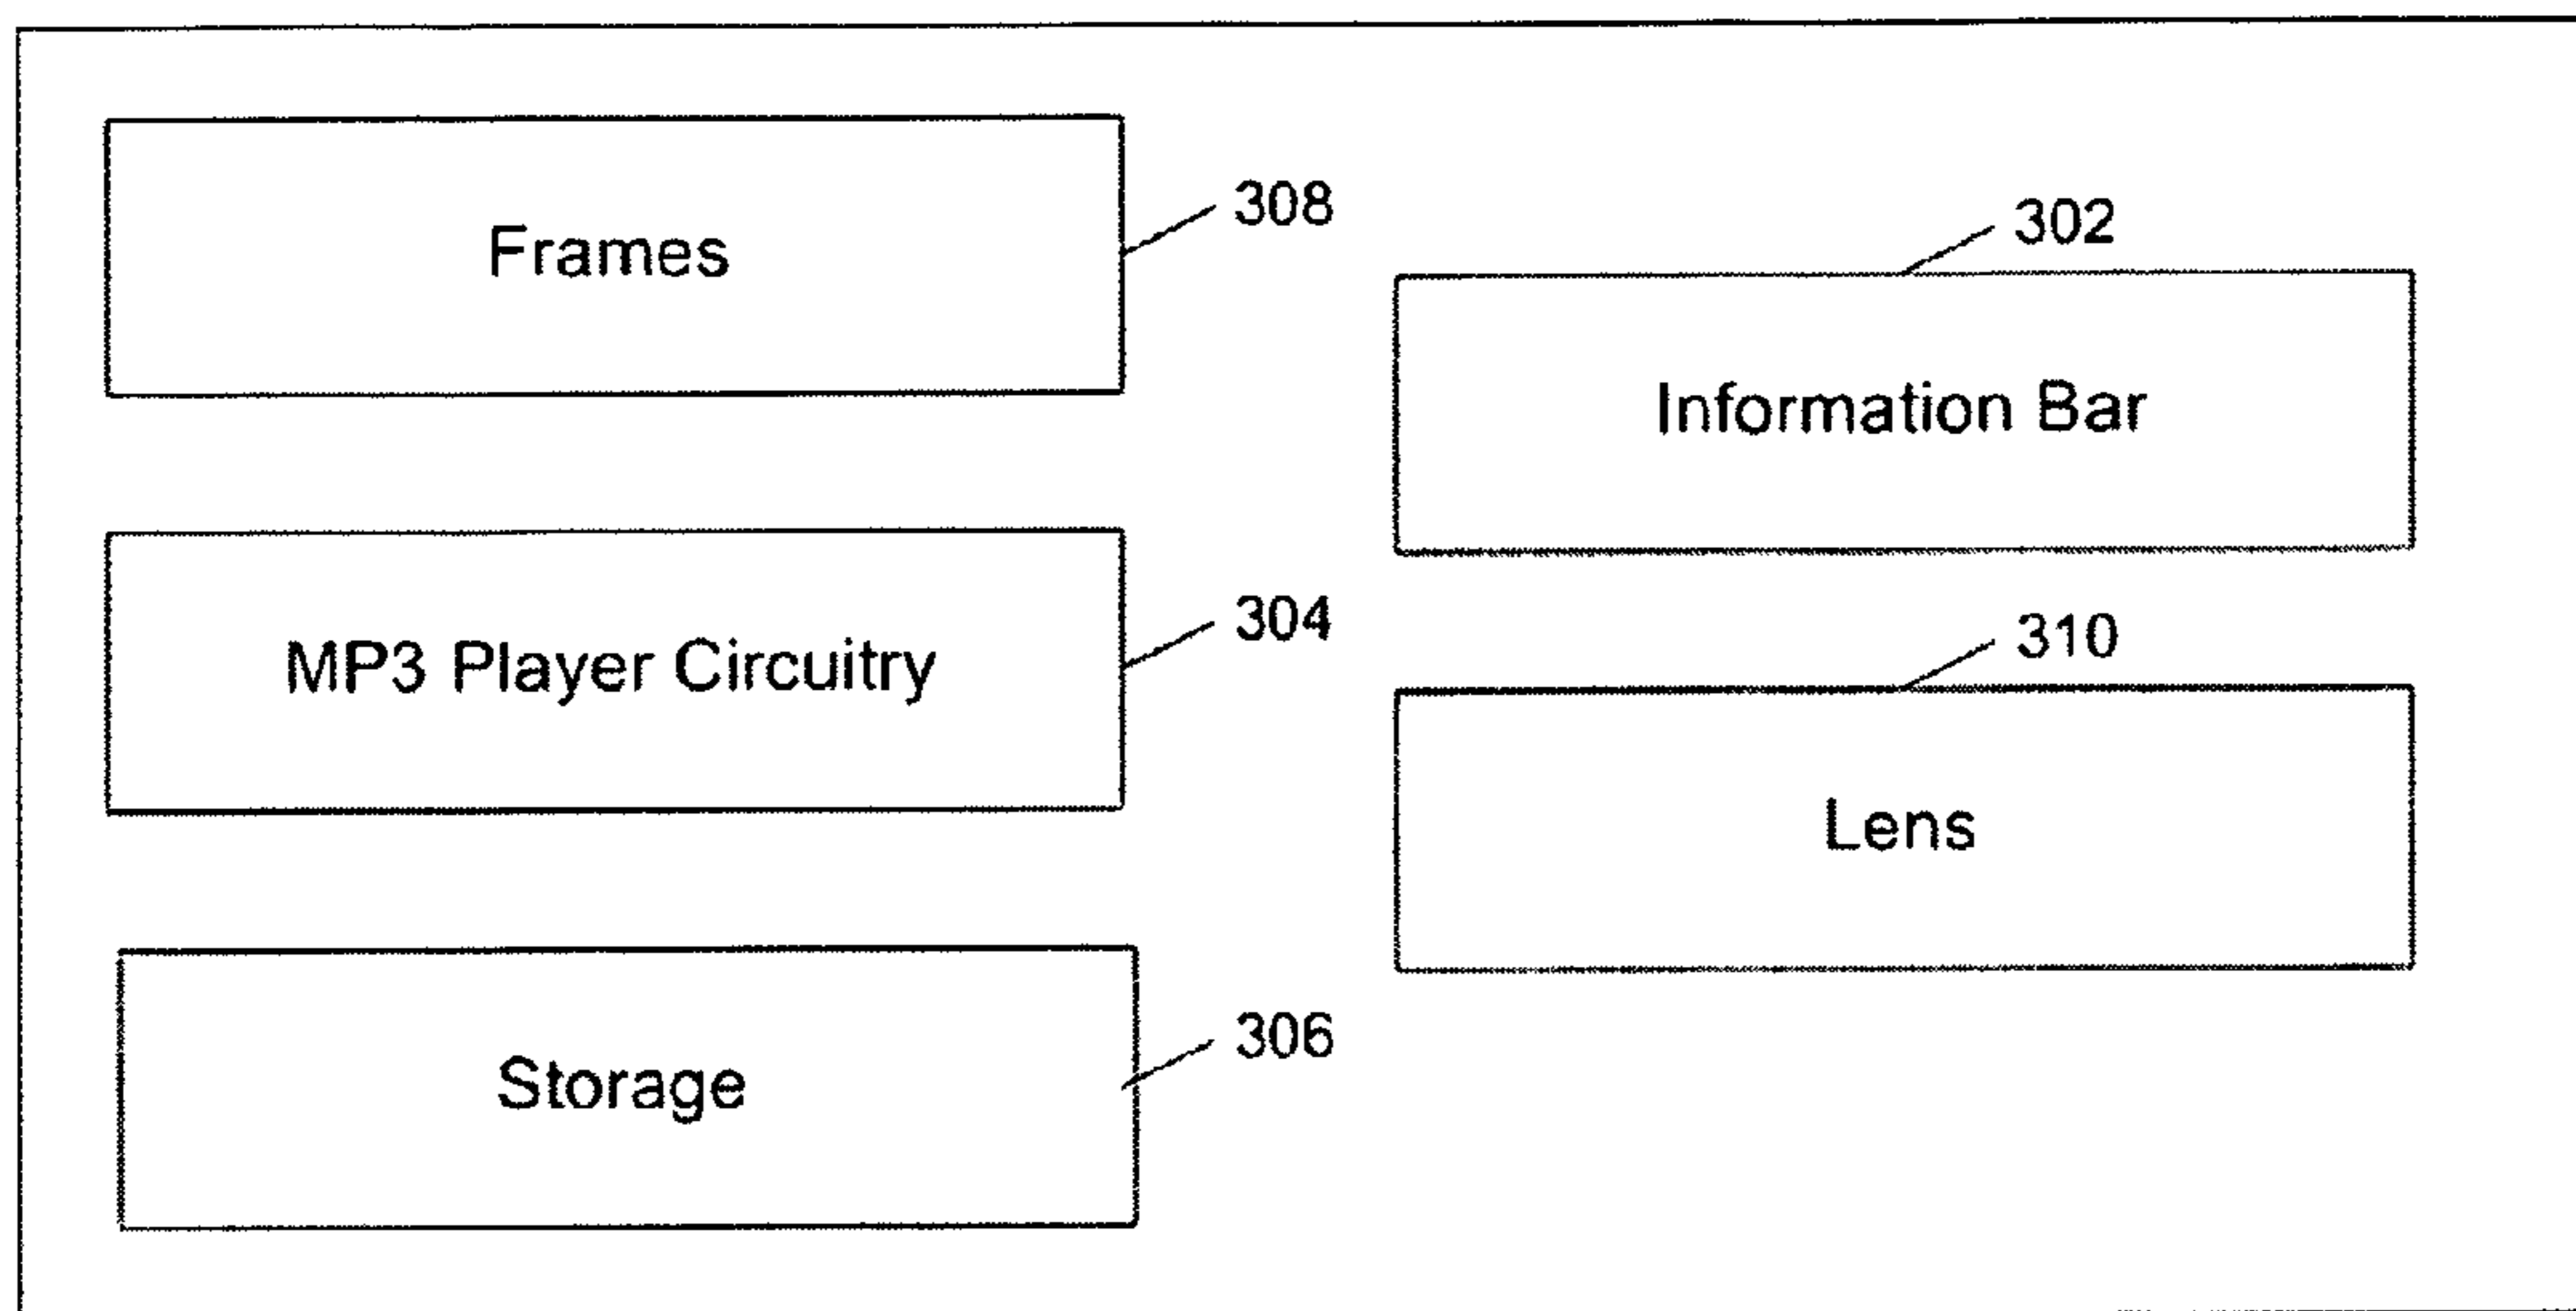 Frames
308
302
Information Bar
MP3 Player Circuitry
304
310
Lens
Storage
306